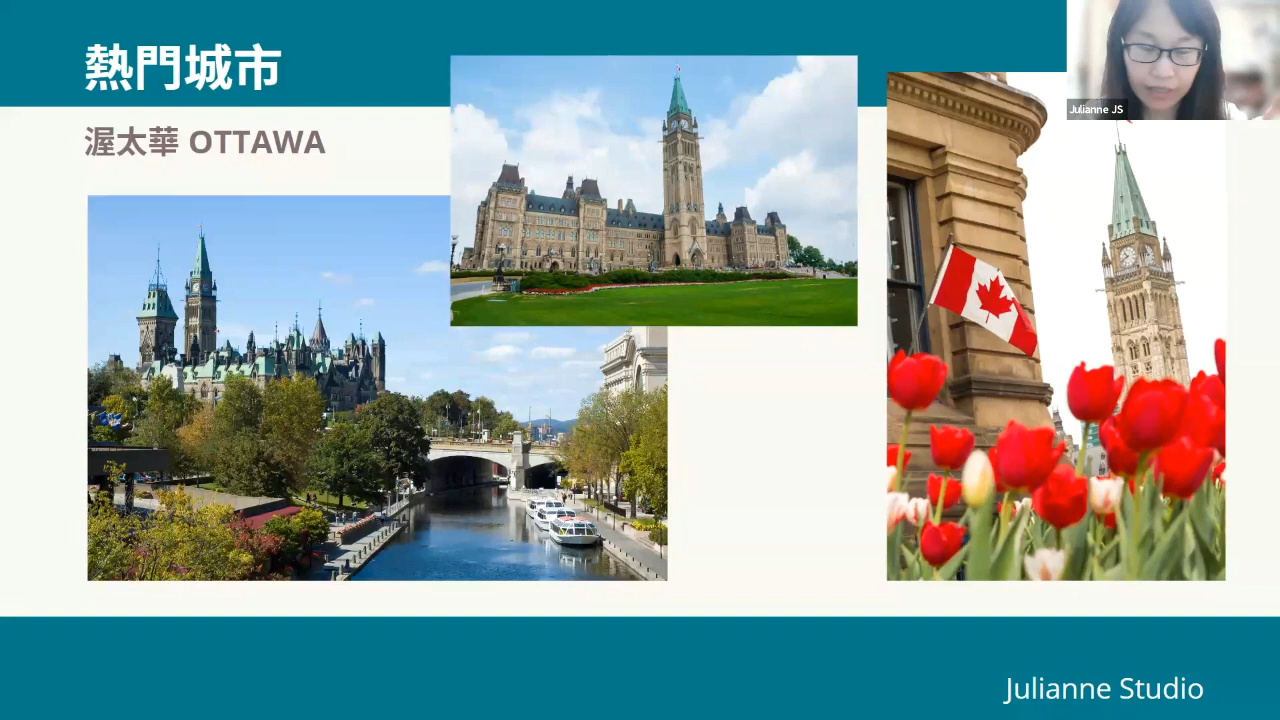 熱門城市
渥太華 OTTAWA
Julianne JS
Julianne Studio